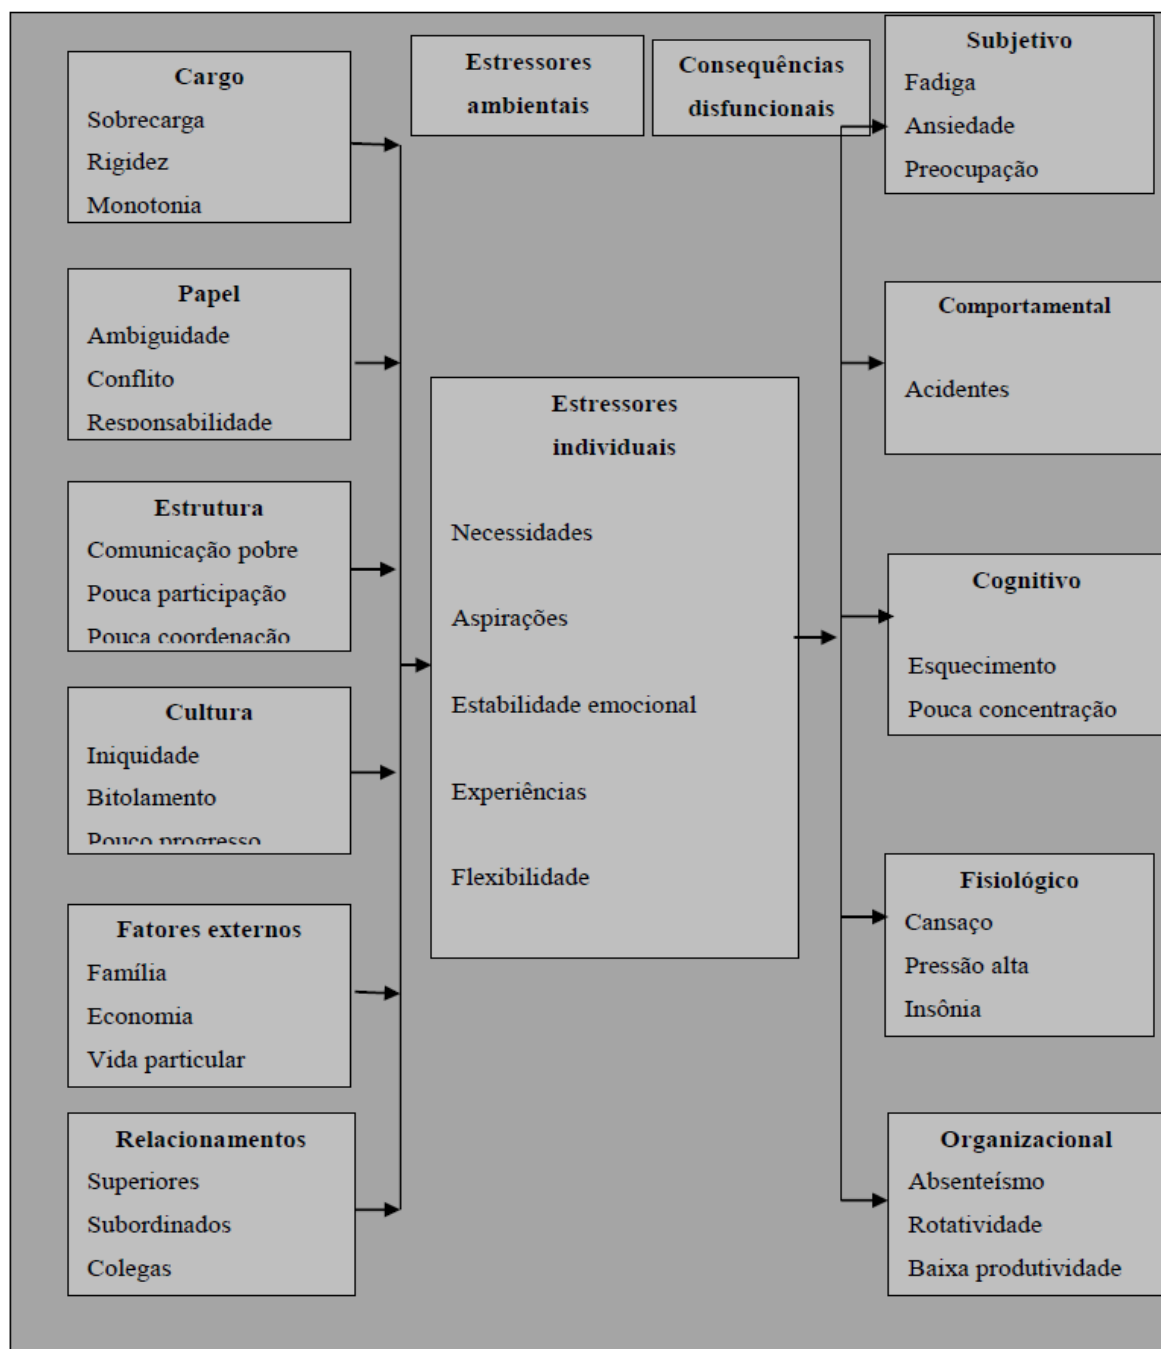 Cargo
Sobrecarga
Rigidez
Monotonia
Papel
Ambiguidade
Conflito
Responsabilidade
Estrutura
Comunicação pobre
Pouca participação
Pouca coordenação
Cultura
Iniquidade
Bitolamento
Pouco progresso
Fatores externos
Família
Economia
Vida particular
Relacionamentos
Superiores
Subordinados
Colegas
Estressores
ambientais
Estressores
individuais
Necessidades
Aspirações
Estabilidade emocional
Experiências
Flexibilidade
Consequências
disfuncionais
Subjetivo
Fadiga
Ansiedade
Preocupação
Comportamental
Acidentes
Cognitivo
Esquecimento
Pouca concentração
Fisiológico
Cansaço
Pressão alta
Insônia
Organizacional
Absenteísmo
Rotatividade
Baixa produtividade